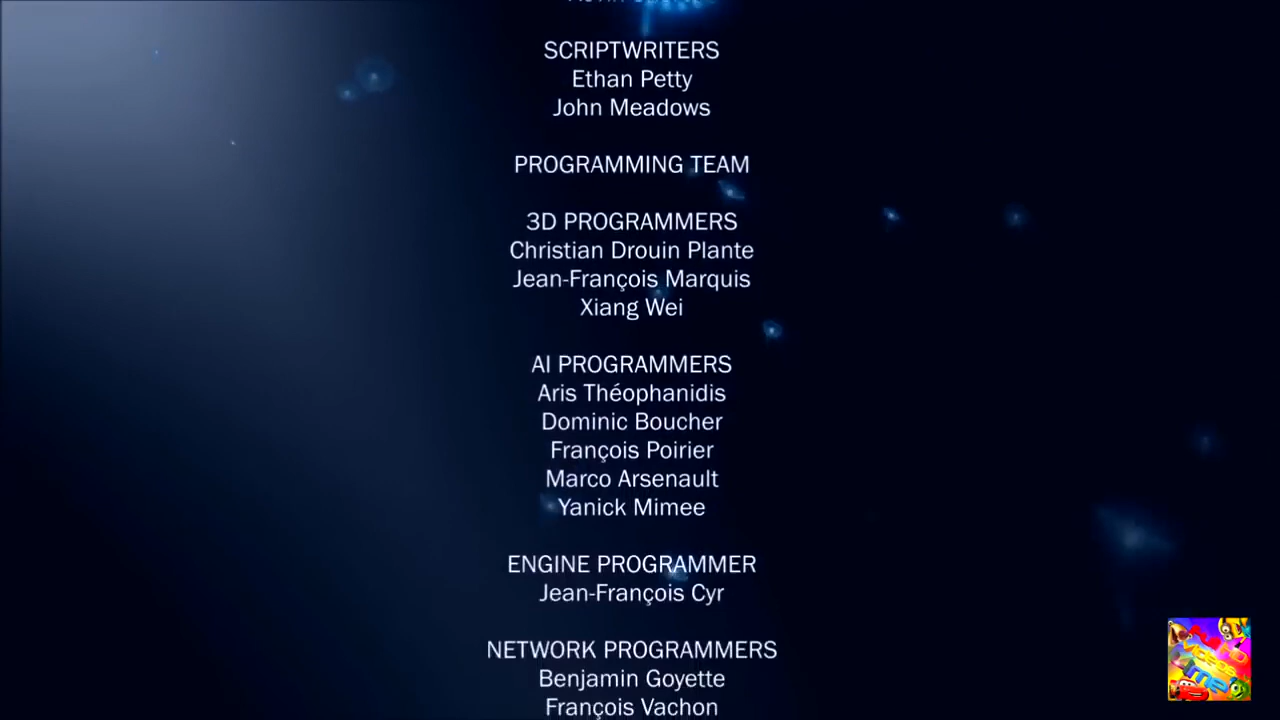 SCRIPTWRITERS
Ethan Petty
John Meadows
PROGRAMMING TEAM
3D PROGRAMMERS
Christian Drouin Plante
Jean-François Marquis
Xiang Wei
AI PROGRAMMERS
Aris Théophanidis
Dominic Boucher
François Poirier
Marco Arsenault
Yanick Mimee
ENGINE PROGRAMMER
Jean-François Cyr
NETWORK PROGRAMMERS
Benjamin Goyette
François Vachon